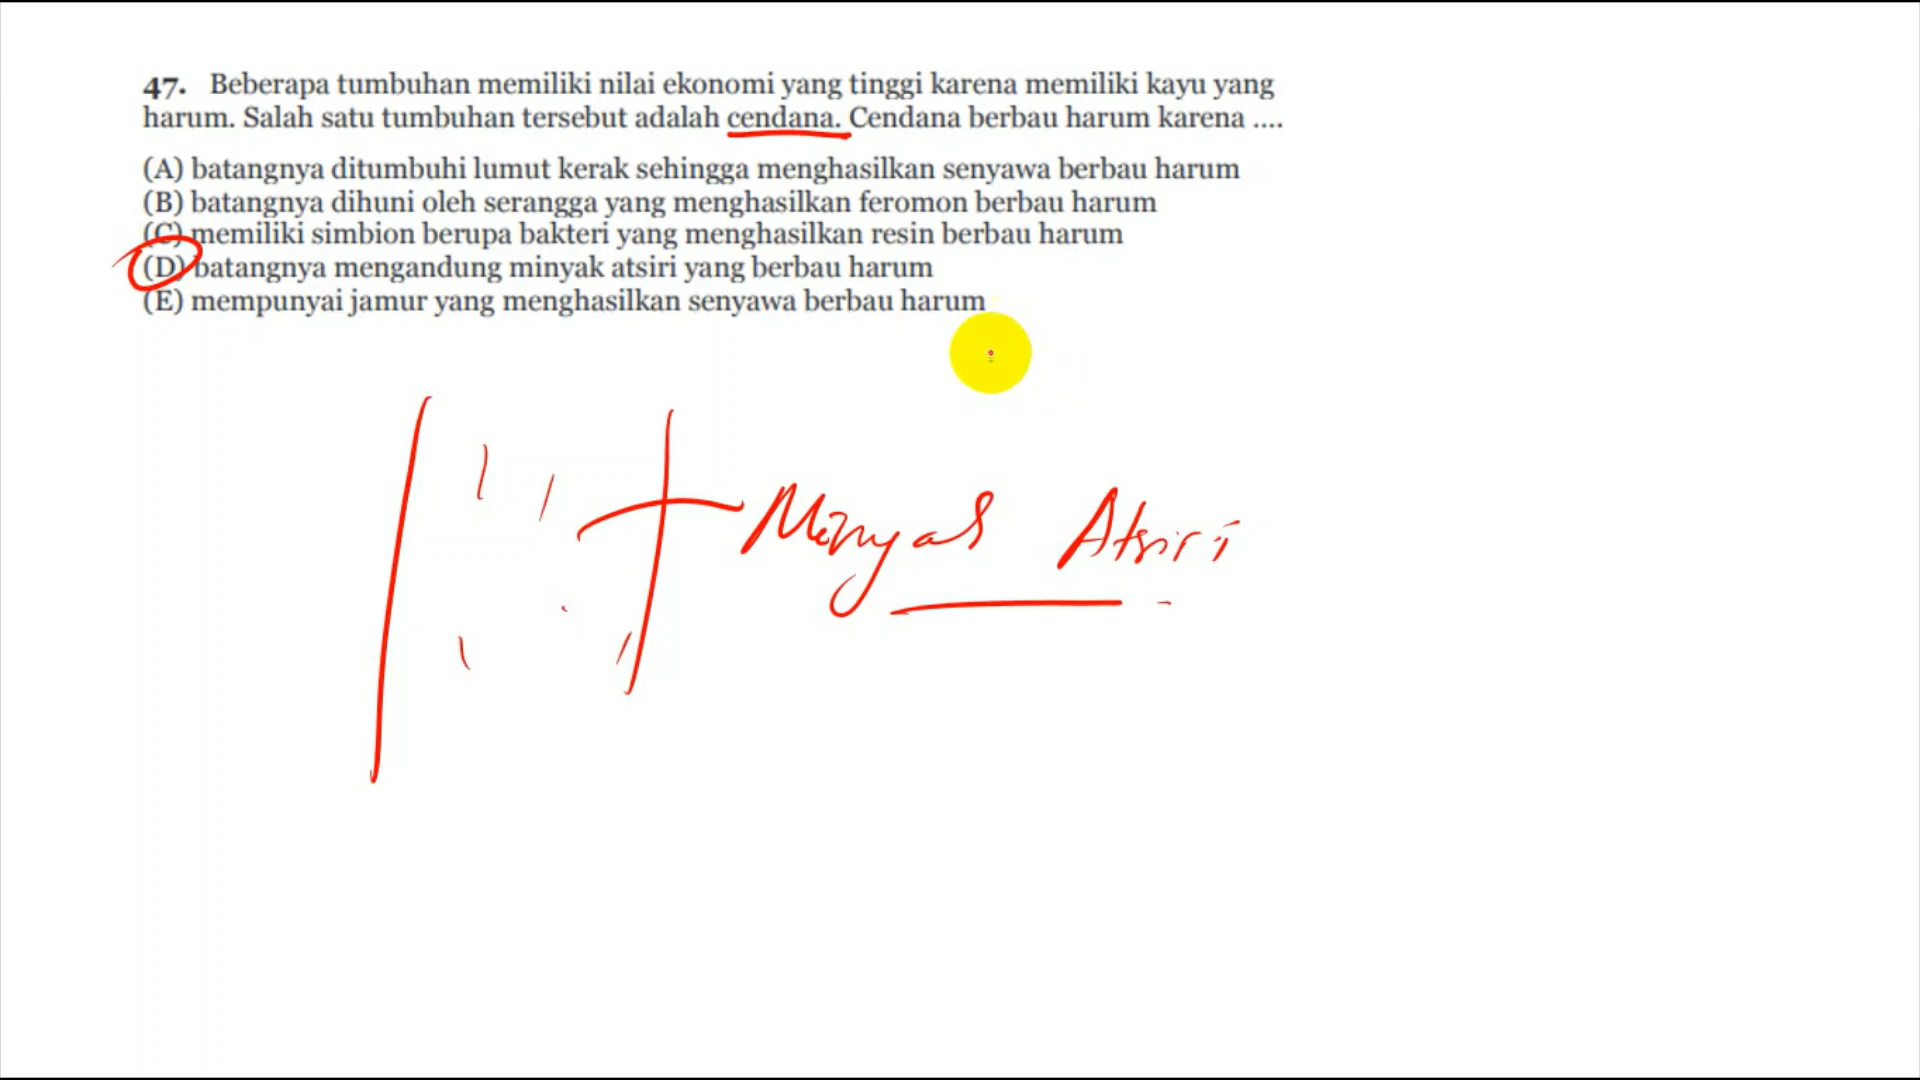 47. Beberapa tumbuhan memiliki nilai ekonomi yang tinggi karena memiliki kayu yang
harum. Salah satu tumbuhan tersebut adalah cendana. Cendana berbau harum karena ....
(A) batangnya ditumbuhi lumut kerak sehingga menghasilkan senyawa berbau harum
(B) batangnya dihuni oleh serangga yang menghasilkan feromon berbau harum
(C) memiliki simbion berupa bakteri yang menghasilkan resin berbau harum
(D) batangnya mengandung minyak atsiri yang berbau harum
(E) mempunyai jamur yang menghasilkan senyawa berbau harum
Minyak Atsiri